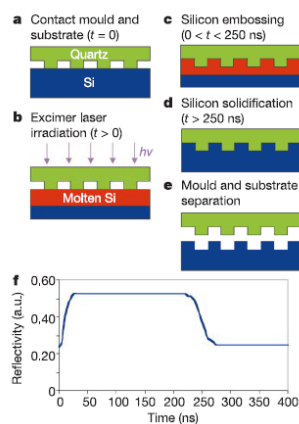 a Contact mould and
substrate (t = 0)
Quartz
Si
b Excimer laser
irradiation (t > 0)
hν
Molten Si
c Silicon embossing
(0 < t < 250 ns)
d Silicon solidification
(t > 250 ns)
e Mould and substrate
separation
f
Reflectivity (a.u.)
0.60
0.40
0.20
0 50 100 150 200 250 300 350 400
Time (ns)